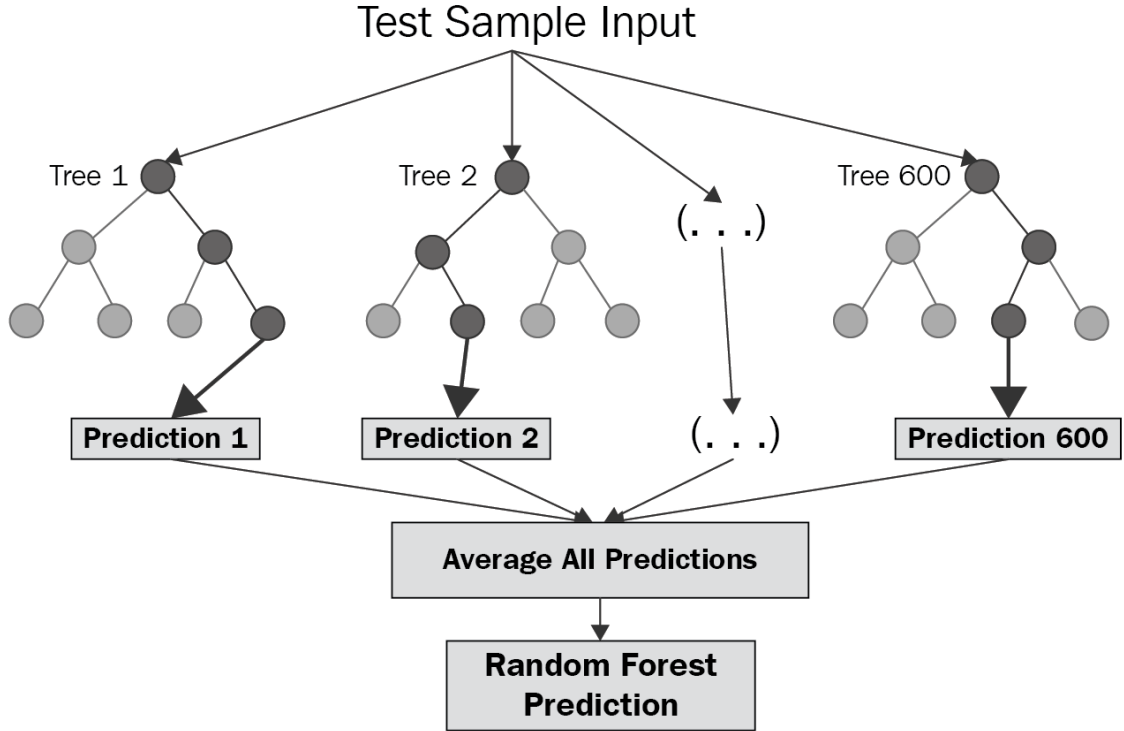 Test Sample Input
Tree 1
Tree 2
(. . .)
Tree 600
Prediction 1
Prediction 2
(. . .)
Prediction 600
Average All Predictions
Random Forest
Prediction